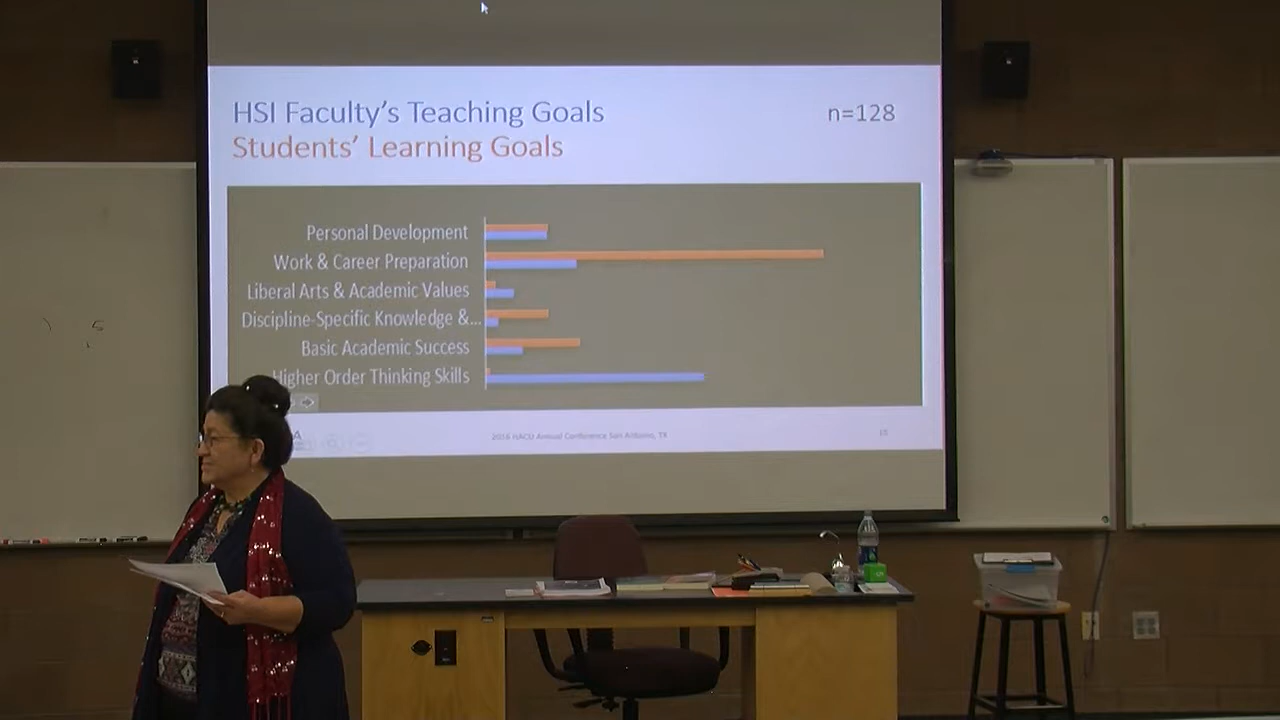 HSI Faculty's Teaching Goals
n=128
Students' Learning Goals
Personal Development
Work & Career Preparation
Liberal Arts & Academic Values
Discipline-Specific Knowledge &...
Basic Academic Success
Higher Order Thinking Skills
2016 HACU Annual Conference San Antonio, TX